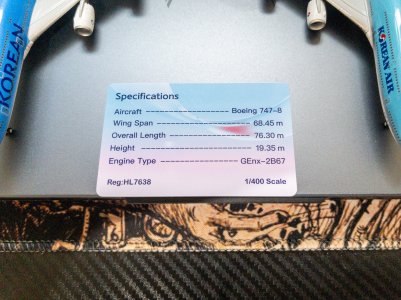 KOREAN
KOREAN AIR
Specifications
Aircraft ------------------- Boeing 747-8
Wing Span ------------------- 68.45 m
Overall Length ------------------- 76.30 m
Height ------------------- 19.35 m
Engine Type ------------------- GEnx-2B67
Reg:HL7638 1/400 Scale